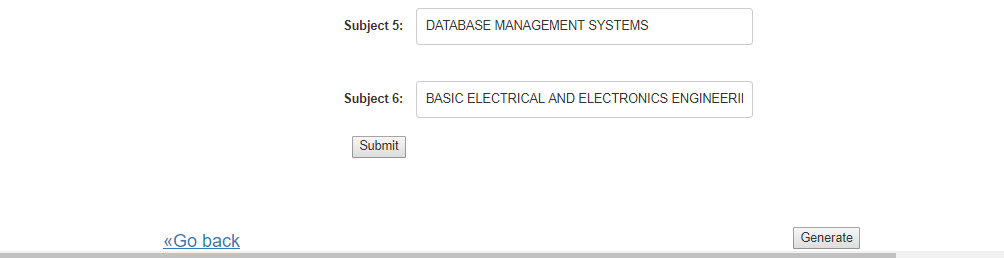 Subject 5: DATABASE MANAGEMENT SYSTEMS
Subject 6: BASIC ELECTRICAL AND ELECTRONICS ENGINEERI
Submit
«Go back Generate